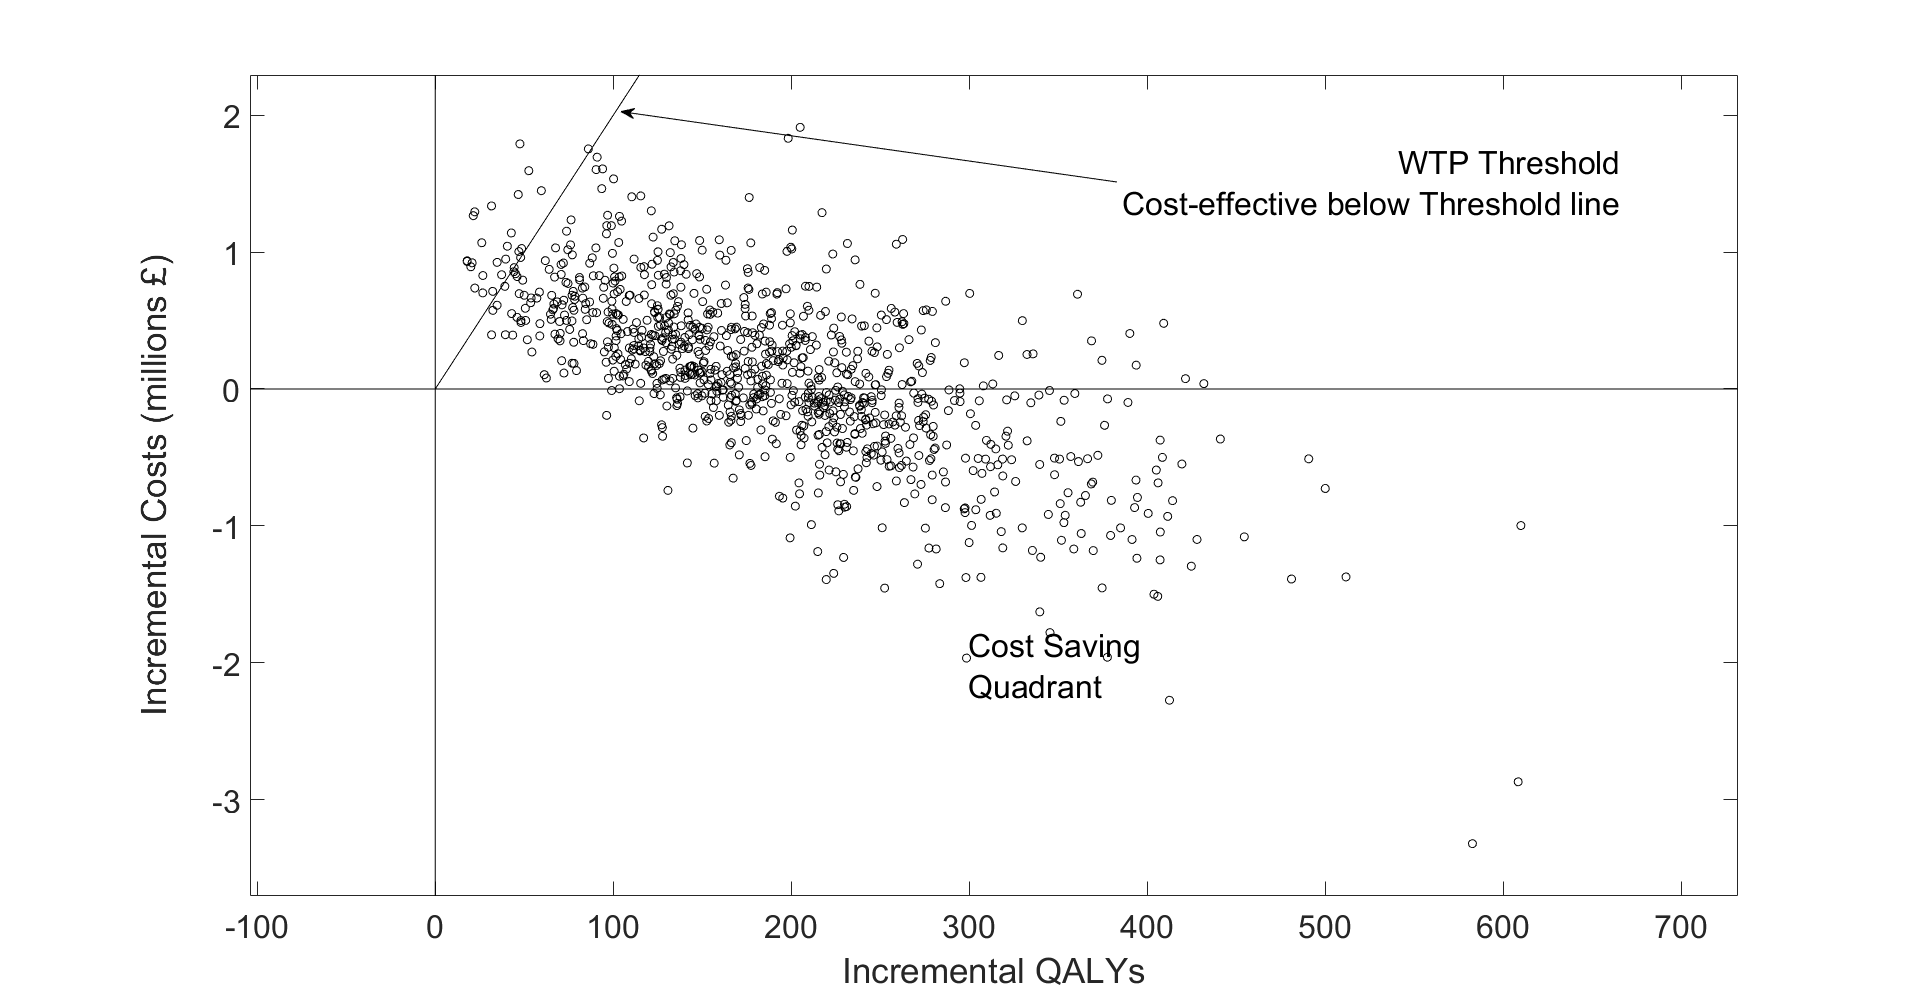 2
1
0
-1
-2
-3
Incremental Costs (millions £)
WTP Threshold
Cost-effective below Threshold line
Cost Saving
Quadrant
-100 0 100 200 300 400 500 600 700
Incremental QALYs